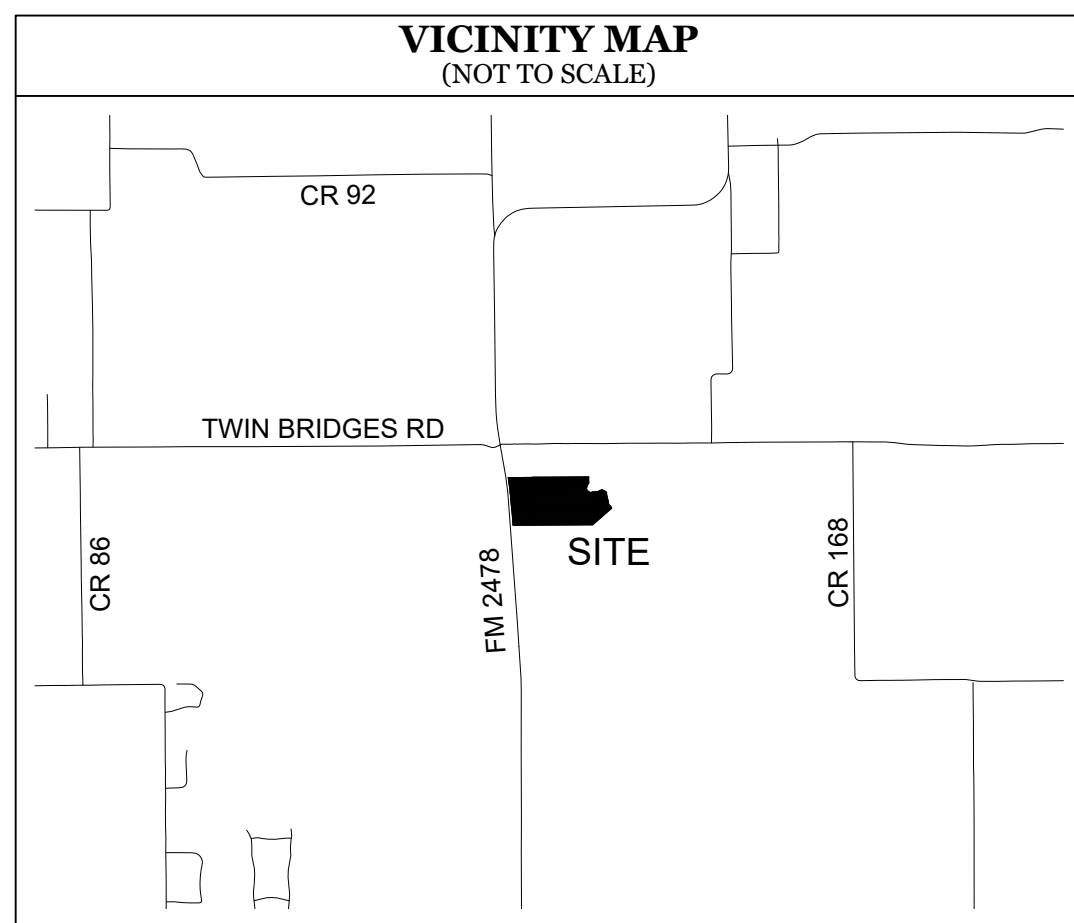 VICINITY MAP
(NOT TO SCALE)
CR 92
TWIN BRIDGES RD
CR 86
FM 2478
SITE
CR 168